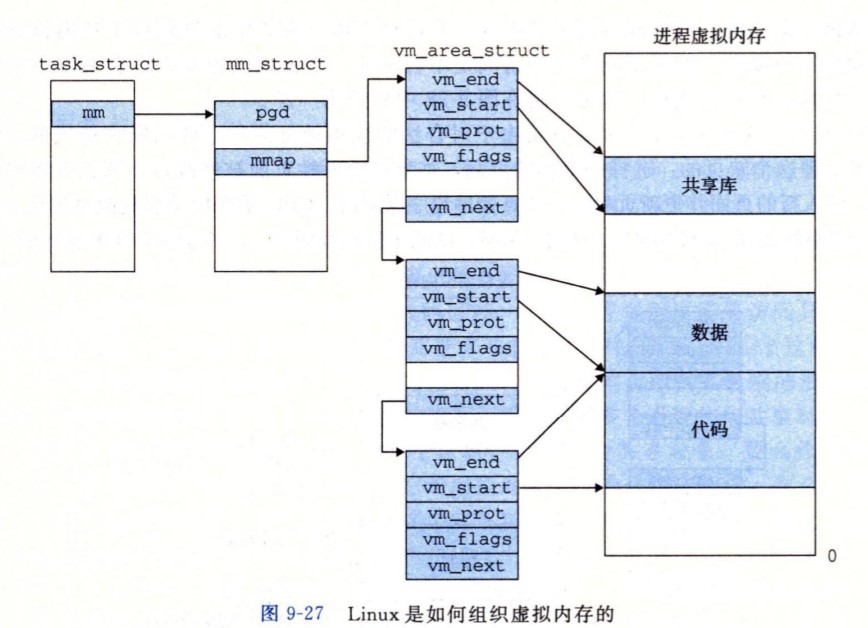 task_struct
mm
mm_struct
pgd
mmap
vm_area_struct
vm_end
vm_start
vm_prot
vm_flags
vm_next
vm_end
vm_start
vm_prot
vm_flags
vm_next
vm_end
vm_start
vm_prot
vm_flags
vm_next
进程虚拟内存
共享库
数据
代码
0
图 9-27 Linux 是如何组织虚拟内存的